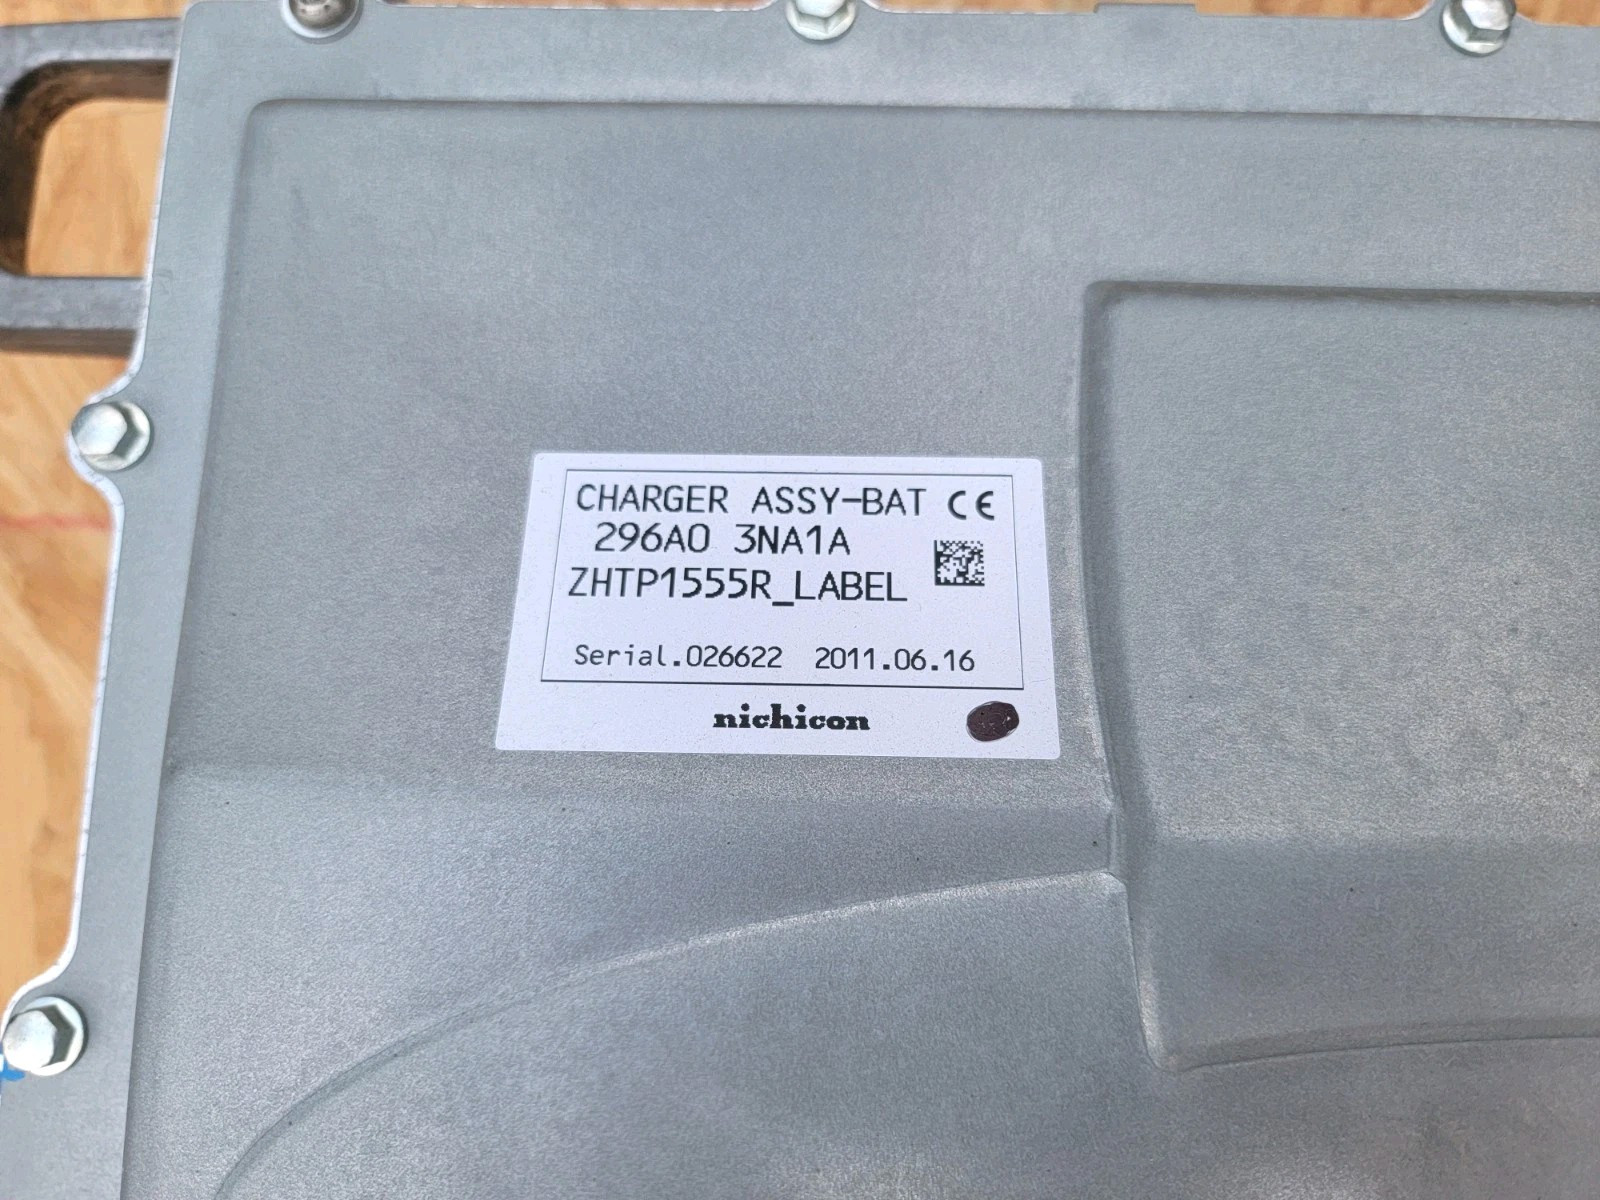 CHARGER ASSY-BAT CE
296A0 3NA1A
ZHTP1555R_LABEL
Serial.026622 2011.06.16
nichicon